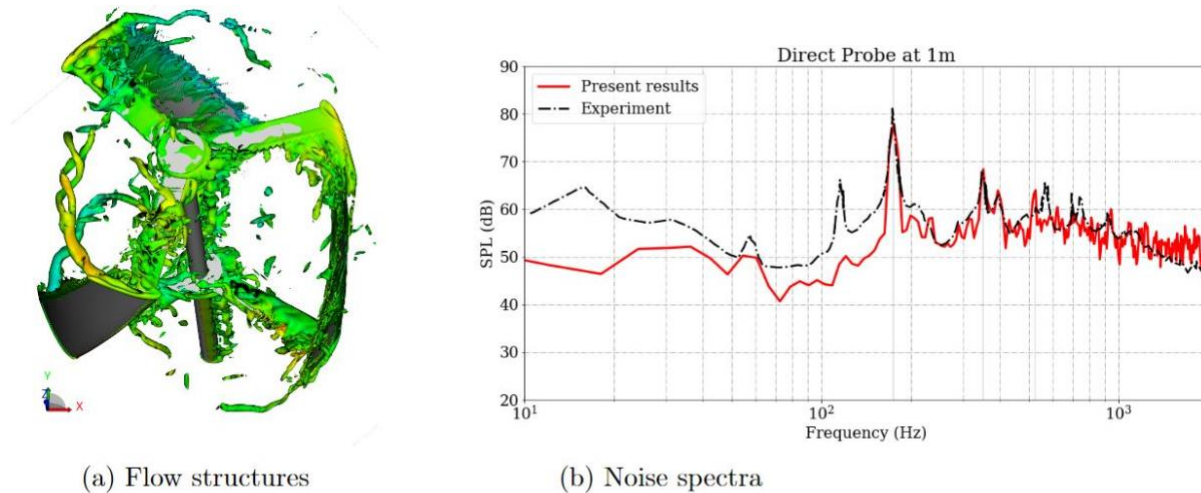 Direct Probe at 1m
Present results
Experiment
SPL (dB)
90
80
70
60
50
40
30
20
10¹
10²
10³
Frequency (Hz)
Y
Z
X
(a) Flow structures
(b) Noise spectra